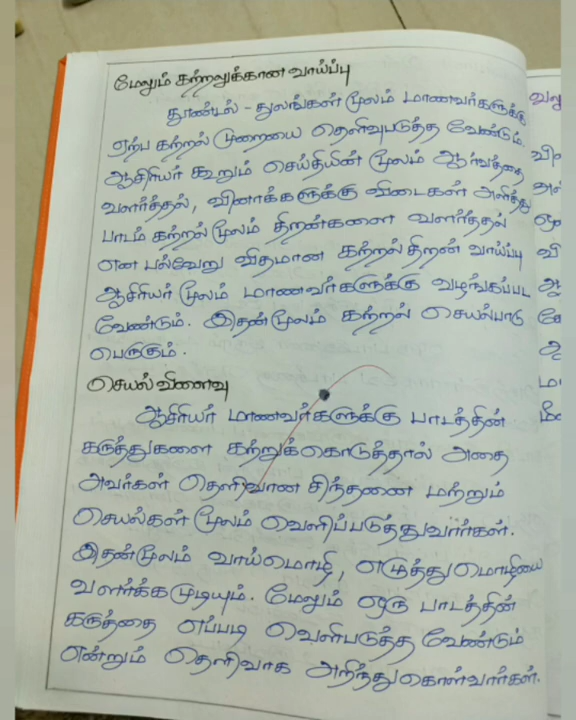 மேலும் கற்றலுக்கான வாய்ப்பு
தூண்டல் - துலங்கள் மூலம் மாணவர்களுக்கு
ஏற்ப கற்றல் முறையை தெளிவுபடுத்த வேண்டும்.
ஆசிரியர் கூறும் செய்தியின் மூலம் ஆர்வத்தை
வளர்த்தல், வினாக்களுக்கு விடைகள் அளித்து
பாடம் கற்றல் மூலம் திறன்களை வளர்த்தல்
என பல்வேறு விதமான கற்றல் திறன் வாய்ப்பு
ஆசிரியர் மூலம் மாணவர்களுக்கு வழங்கப்பட
வேண்டும். இதன்மூலம் கற்றல் செயல்பாடு
பெருகும்.
செயல் விளைவு
ஆசிரியர் மாணவர்களுக்கு பாடத்தின்
கருத்துகளை கற்றுக்கொடுத்தால் அதை
அவர்கள் தெளிவான சிந்தனை மற்றும்
செயல்கள் மூலம் வெளிப்படுத்துவார்கள்.
இதன்மூலம் வாய்மொழி, எழுத்துமொழியை
வளர்க்கமுடியும். மேலும் ஒரு பாடத்தின்
கருத்தை எப்படி வெளிபடுத்த வேண்டும்
என்றும் தெளிவாக அறிந்துகொள்வார்கள்.